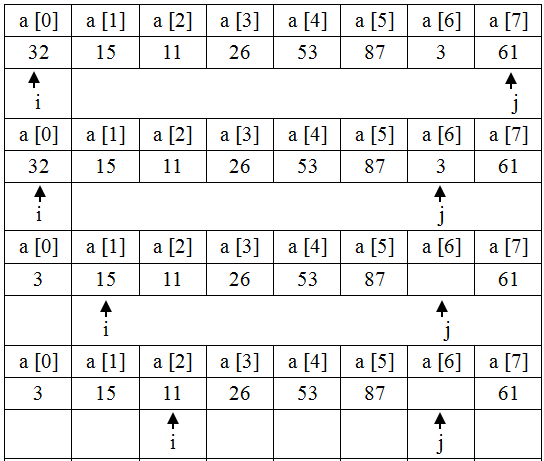 a [0] a [1] a [2] a [3] a [4] a [5] a [6] a [7]
32 15 11 26 53 87 3 61
i j
a [0] a [1] a [2] a [3] a [4] a [5] a [6] a [7]
32 15 11 26 53 87 3 61
i j
a [0] a [1] a [2] a [3] a [4] a [5] a [6] a [7]
3 15 11 26 53 87 61
i j
a [0] a [1] a [2] a [3] a [4] a [5] a [6] a [7]
3 15 11 26 53 87 61
i j